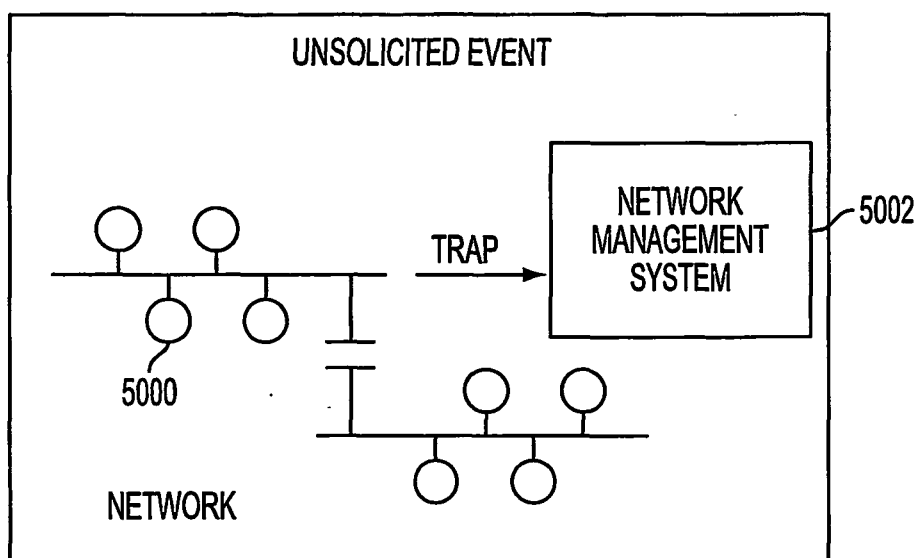 UNSOLICITED EVENT
NETWORK
MANAGEMENT
SYSTEM
5002
TRAP
5000
NETWORK